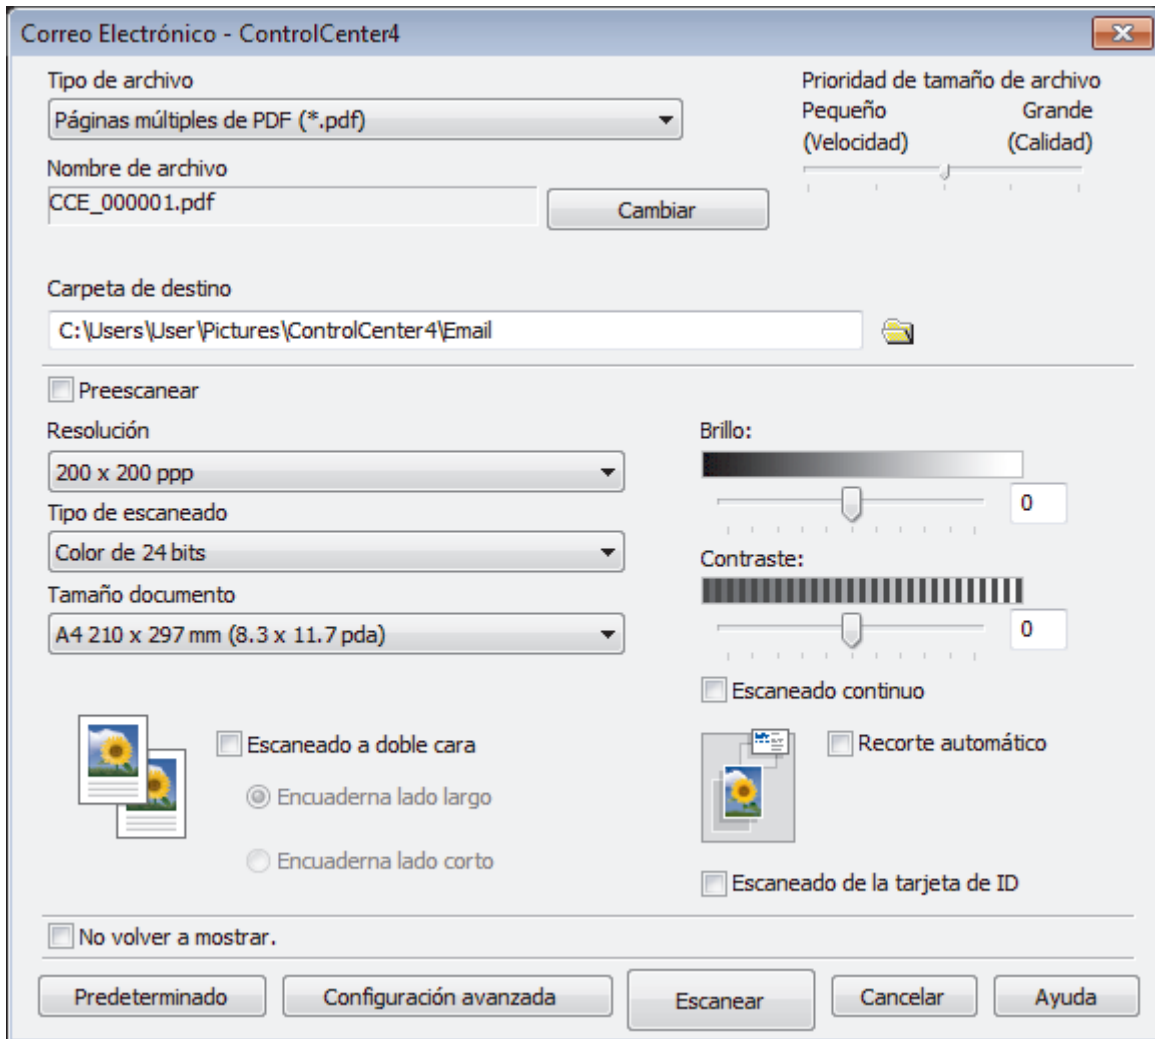 Correo Electrónico - ControlCenter4
Tipo de archivo
Páginas múltiples de PDF (*.pdf)
Prioridad de tamaño de archivo
Pequeño Grande
(Velocidad) (Calidad)
Nombre de archivo
CCE_000001.pdf
Cambiar
Carpeta de destino
C:\Users\User\Pictures\ControlCenter4\Email
Preescanear
Resolución
200 x 200 ppp
Tipo de escaneado
Color de 24 bits
Tamaño documento
A4 210 x 297 mm (8.3 x 11.7 pda)
Brillo:
0
Contraste:
0
Escaneado continuo
Escaneado a doble cara
Encuaderna lado largo
Encuaderna lado corto
Recorte automático
Escaneado de la tarjeta de ID
No volver a mostrar.
Predeterminado Configuración avanzada Escanear Cancelar Ayuda